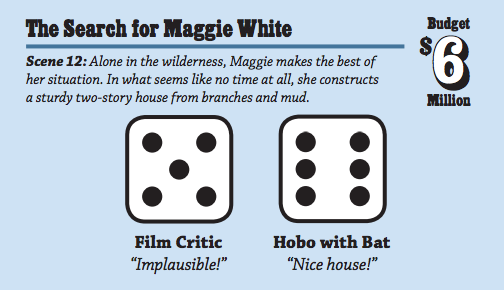 The Search for Maggie White
Budget
$6
Million
Scene 12: Alone in the wilderness, Maggie makes the best of
her situation. In what seems like no time at all, she constructs
a sturdy two-story house from branches and mud.
Film Critic
“Implausible!”
Hobo with Bat
“Nice house!”